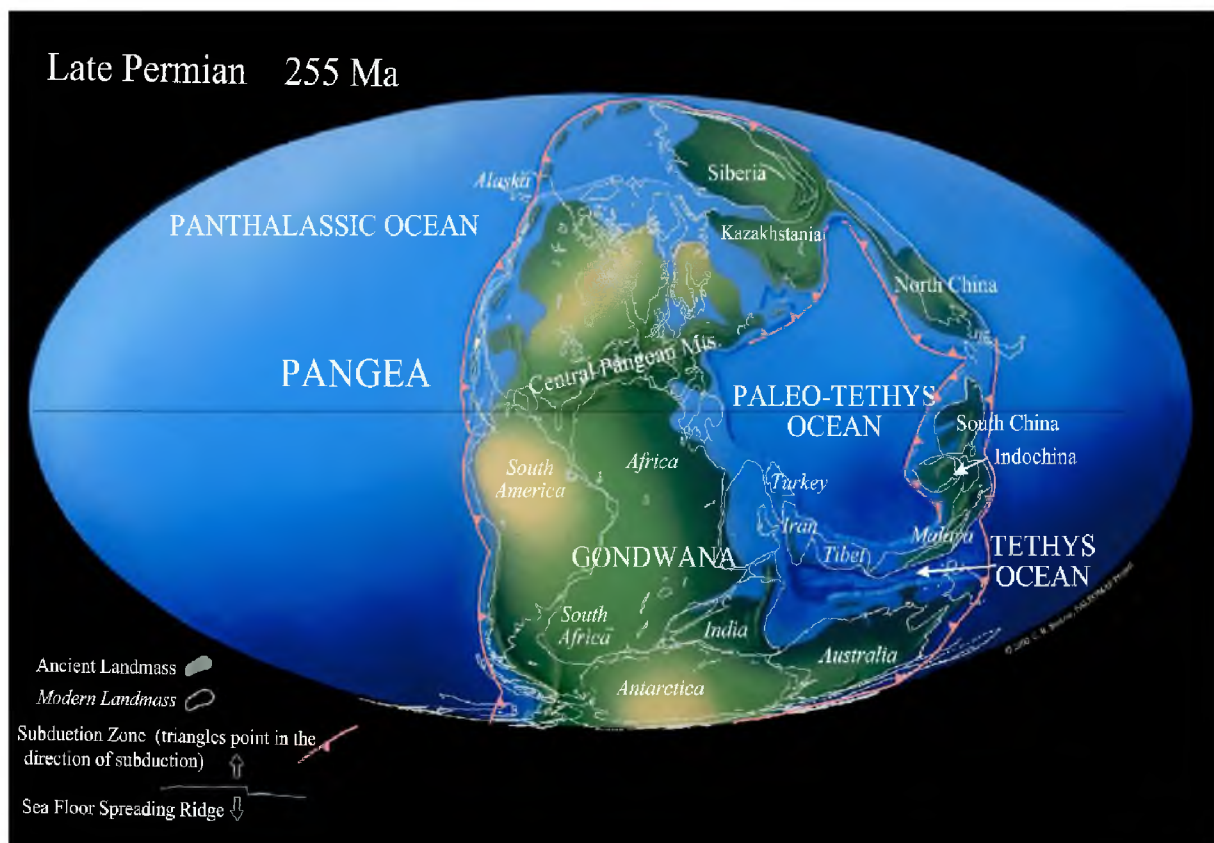 Late Permian 255 Ma
Siberia
Alaska
PANTHALASSIC OCEAN
Kazakhstania
North China
PANGEA
Central Pangean Mts.
PALEO-TETHYS
OCEAN
South China
Indochina
South
America
Africa
Turkey
Iran
Tibet
Malaya
GONDWANA
TETHYS
OCEAN
South
Africa
India
Australia
Antarctica
Ancient Landmass
Modern Landmass
Subduction Zone (triangles point in the
direction of subduction)
Sea Floor Spreading Ridge